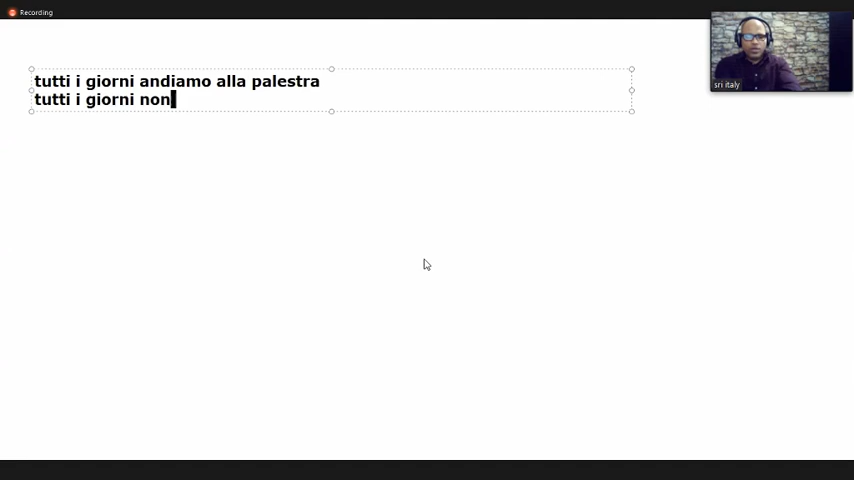 Recording
tutti i giorni andiamo alla palestra
tutti i giorni non
sri italy